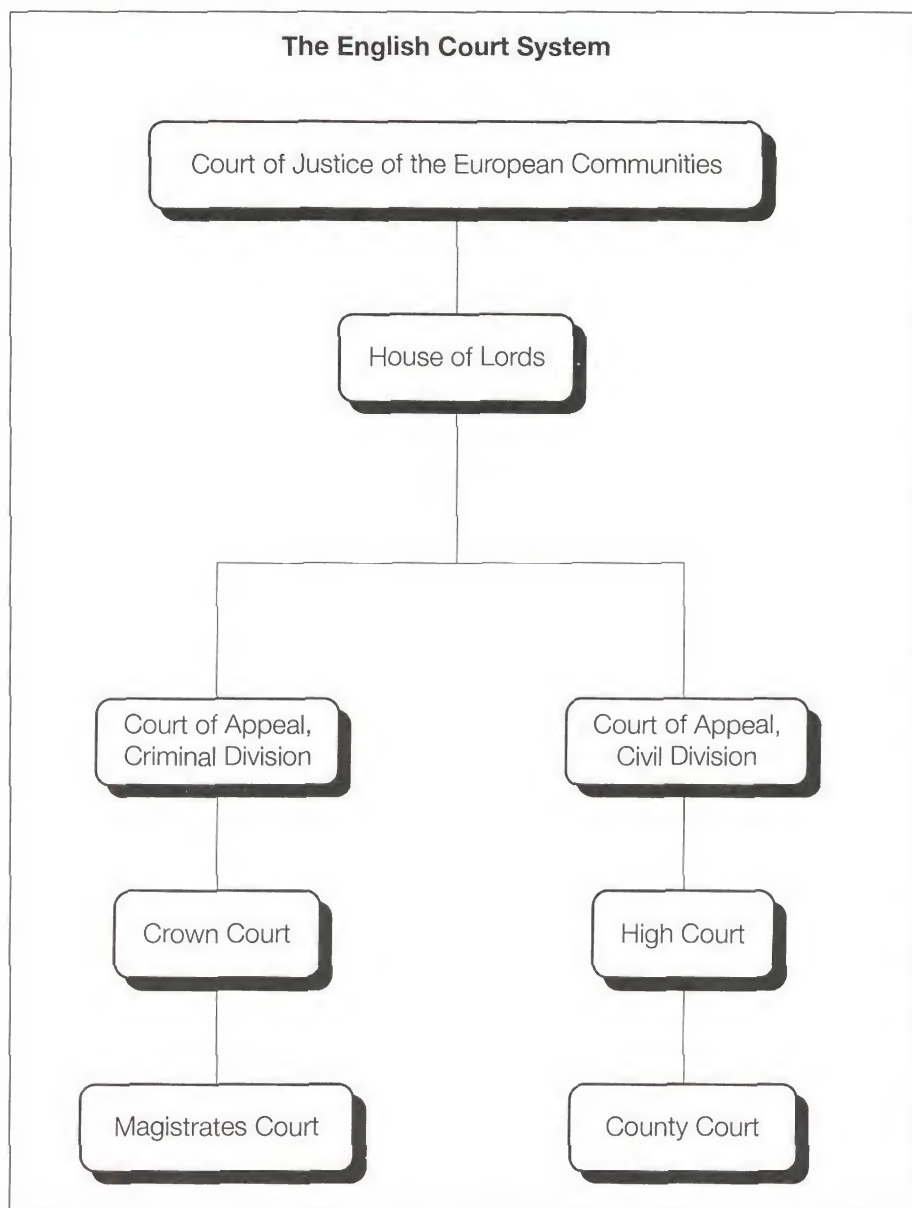 The English Court System
Court of Justice of the European Communities
House of Lords
Court of Appeal,
Criminal Division
Court of Appeal,
Civil Division
Crown Court
High Court
Magistrates Court
County Court